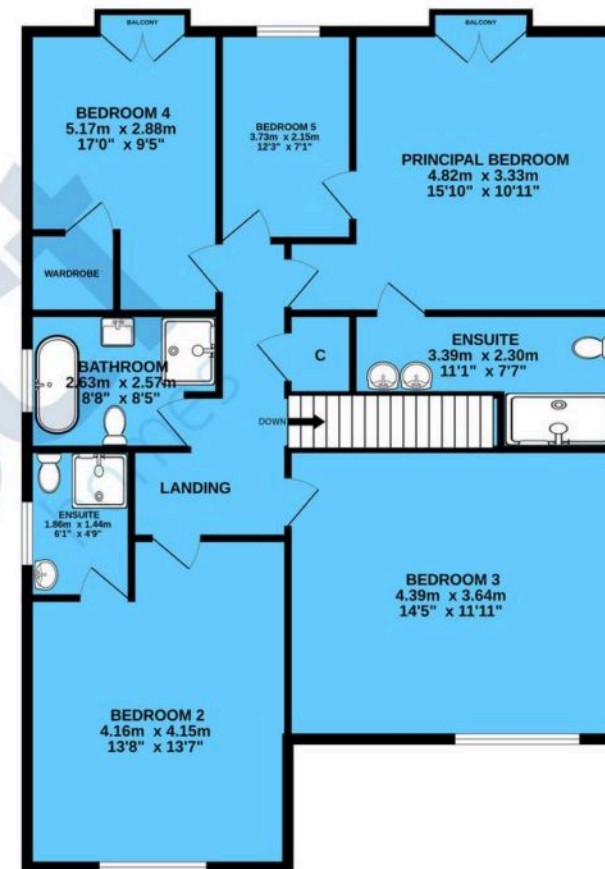 BALCONY
BALCONY
BEDROOM 4
5.17m x 2.88m
17'0" x 9'5"
BEDROOM 5
3.73m x 2.15m
12'3" x 7'1"
PRINCIPAL BEDROOM
4.82m x 3.33m
15'10" x 10'11"
WARDROBE
BATHROOM
2.63m x 2.57m
8'8" x 8'5"
C
ENSUITE
3.39m x 2.30m
11'1" x 7'7"
DOWN
LANDING
ENSUITE
1.86m x 1.44m
6'1" x 4'9"
BEDROOM 3
4.39m x 3.64m
14'5" x 11'11"
BEDROOM 2
4.16m x 4.15m
13'8" x 13'7"
homes